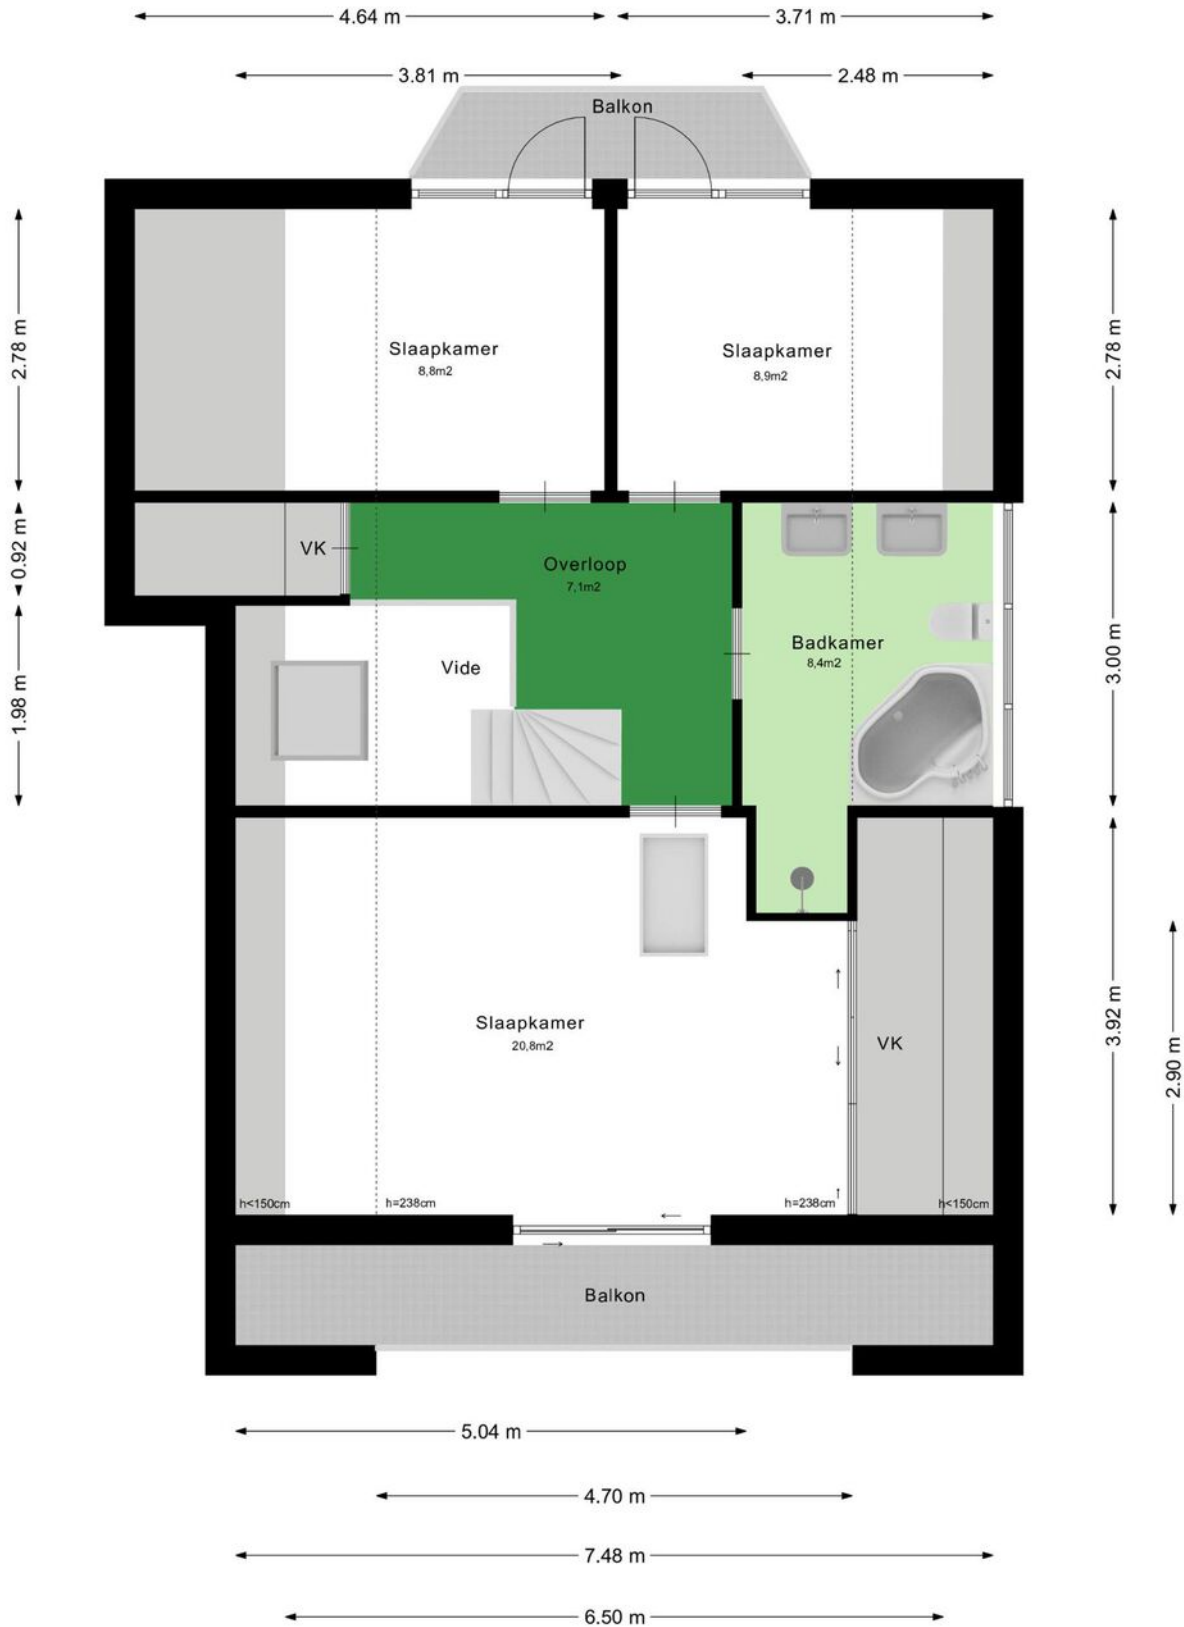 4.64 m
3.71 m
3.81 m
2.48 m
Balkon
2.78 m
2.78 m
Slaapkamer
8,8m2
Slaapkamer
8,9m2
0.92 m
VK
Overloop
7,1m2
Badkamer
8,4m2
3.00 m
Vide
1.98 m
Slaapkamer
20,8m2
VK
3.92 m
2.90 m
h<150cm
h=238cm
h=238cm
h<150cm
Balkon
5.04 m
4.70 m
7.48 m
6.50 m